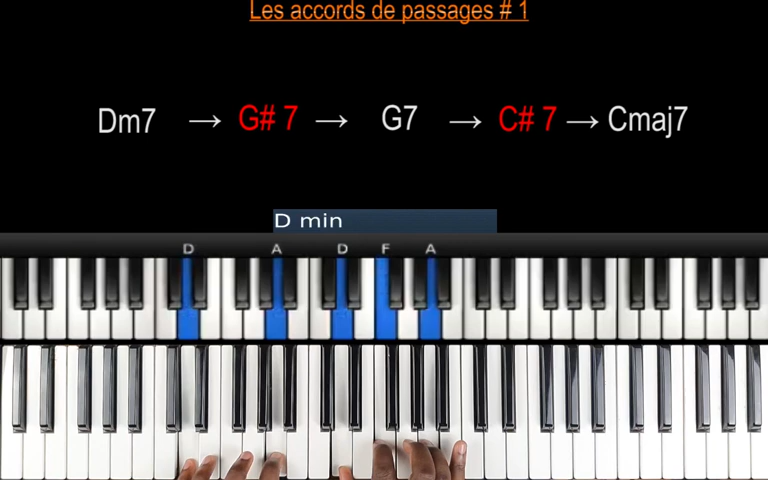 Les accords de passages # 1
Dm7 → G# 7 → G7 → C# 7 → Cmaj7
D min
D A D F A